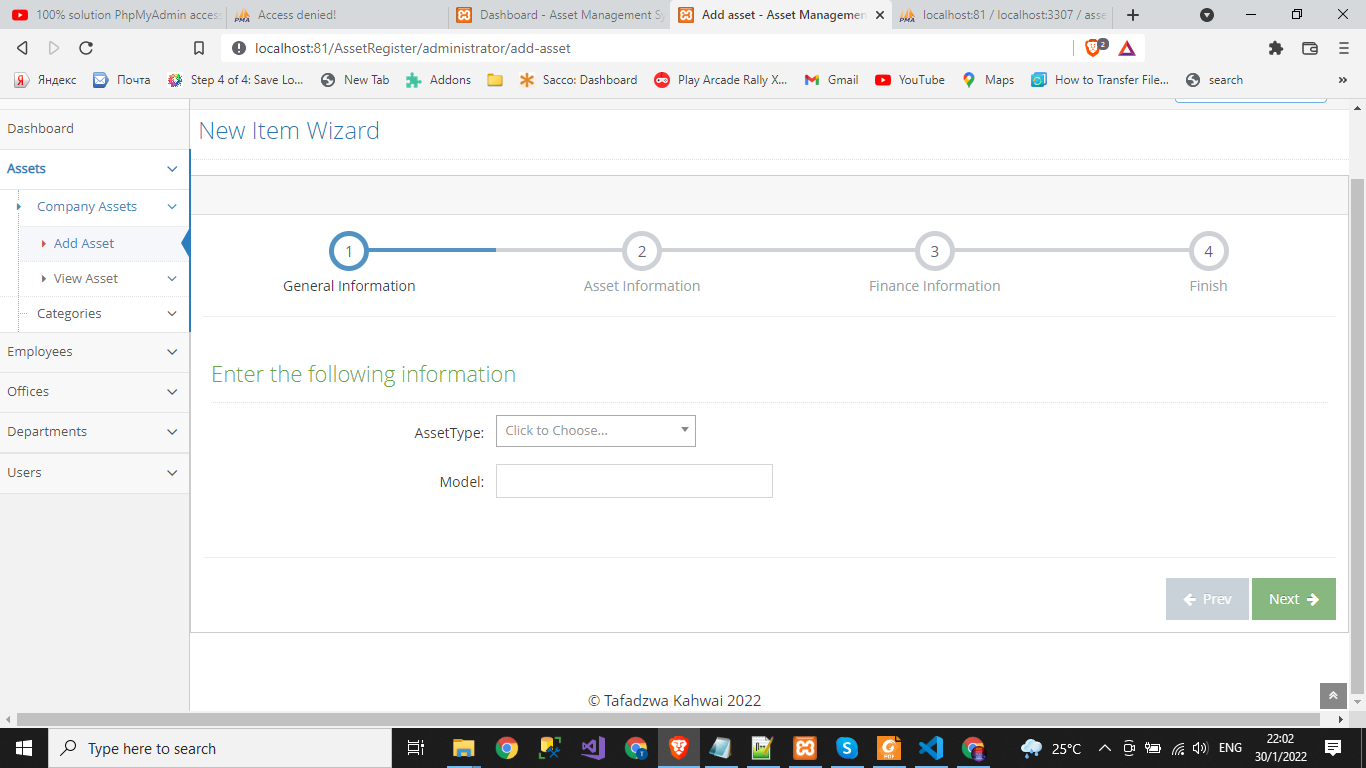 100% solution PhpMyAdmin access
Access denied!
Dashboard - Asset Management Sy
Add asset - Asset Management
localhost:81 / localhost:3307 / asse
localhost:81/AssetRegister/administrator/add-asset
2
Яндекс
Почта
Step 4 of 4: Save Lo...
New Tab
Addons
Sacco: Dashboard
Play Arcade Rally X...
Gmail
YouTube
Maps
How to Transfer File...
search
Dashboard
New Item Wizard
Assets
Company Assets
Add Asset
View Asset
Categories
Employees
Offices
Departments
Users
1
2
3
4
General Information
Asset Information
Finance Information
Finish
Enter the following information
AssetType:
Click to Choose...
Model:
Prev
Next
© Tafadzwa Kahwai 2022
Type here to search
25°C
ENG
22:02
30/1/2022